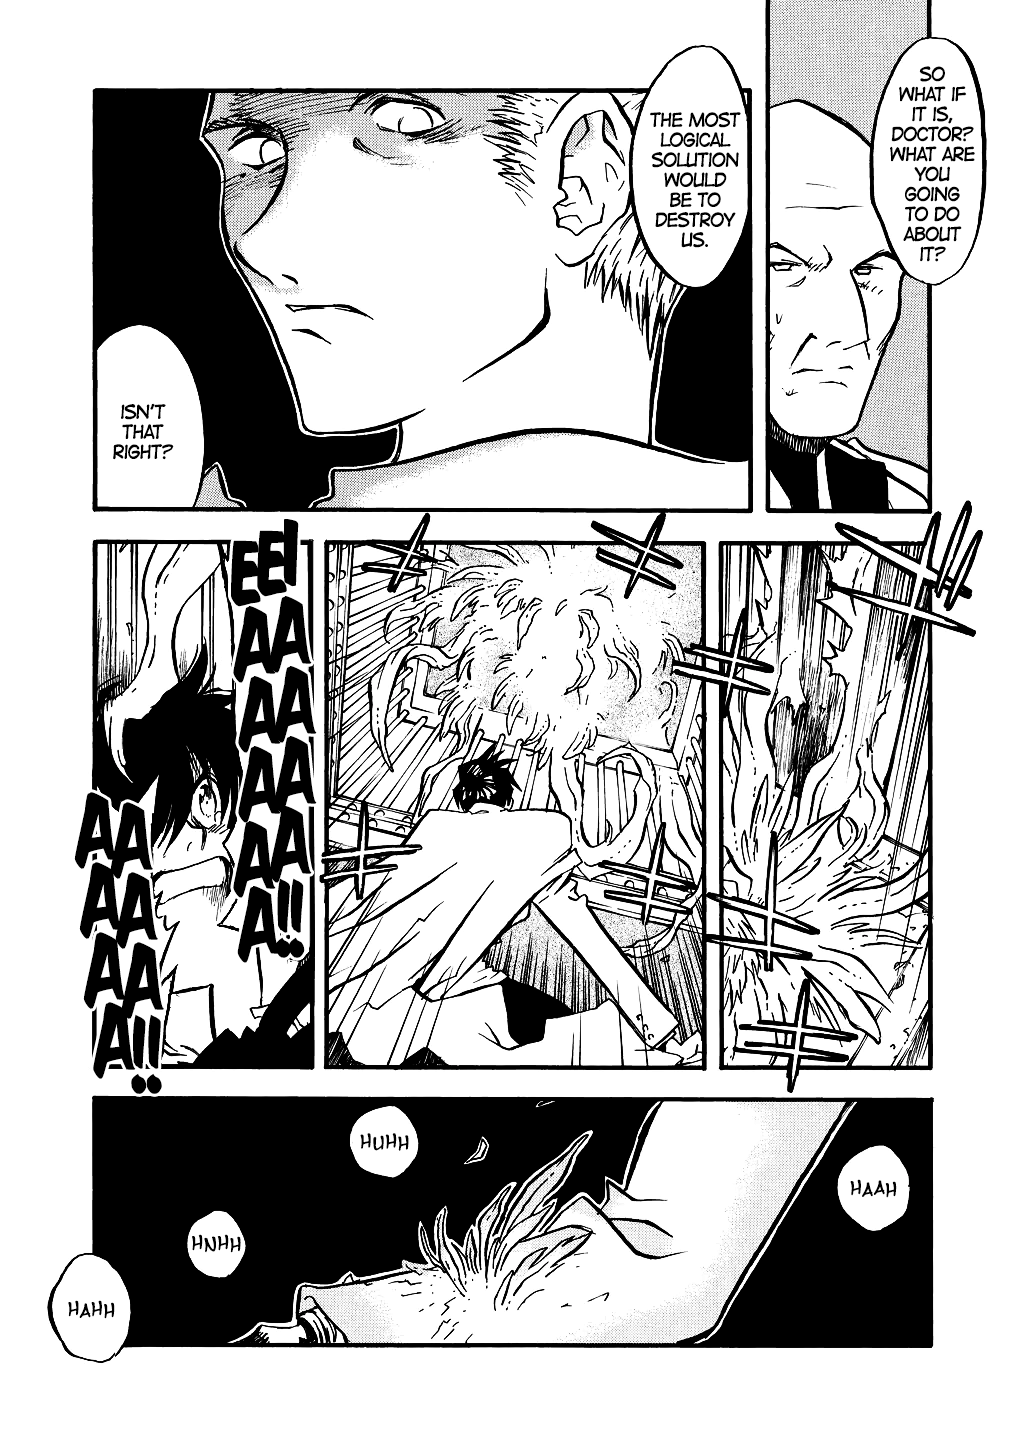 SO
WHAT IF
IT IS,
DOCTOR?
WHAT ARE
YOU
GOING
TO DO
ABOUT
IT?
THE MOST
LOGICAL
SOLUTION
WOULD
BE TO
DESTROY
US.
ISN'T
THAT
RIGHT?
EEI
AA
AA
AA
AA
A!!
AA
AA
AA
A!!
HAAH
HUHH
HNHH
HAHH